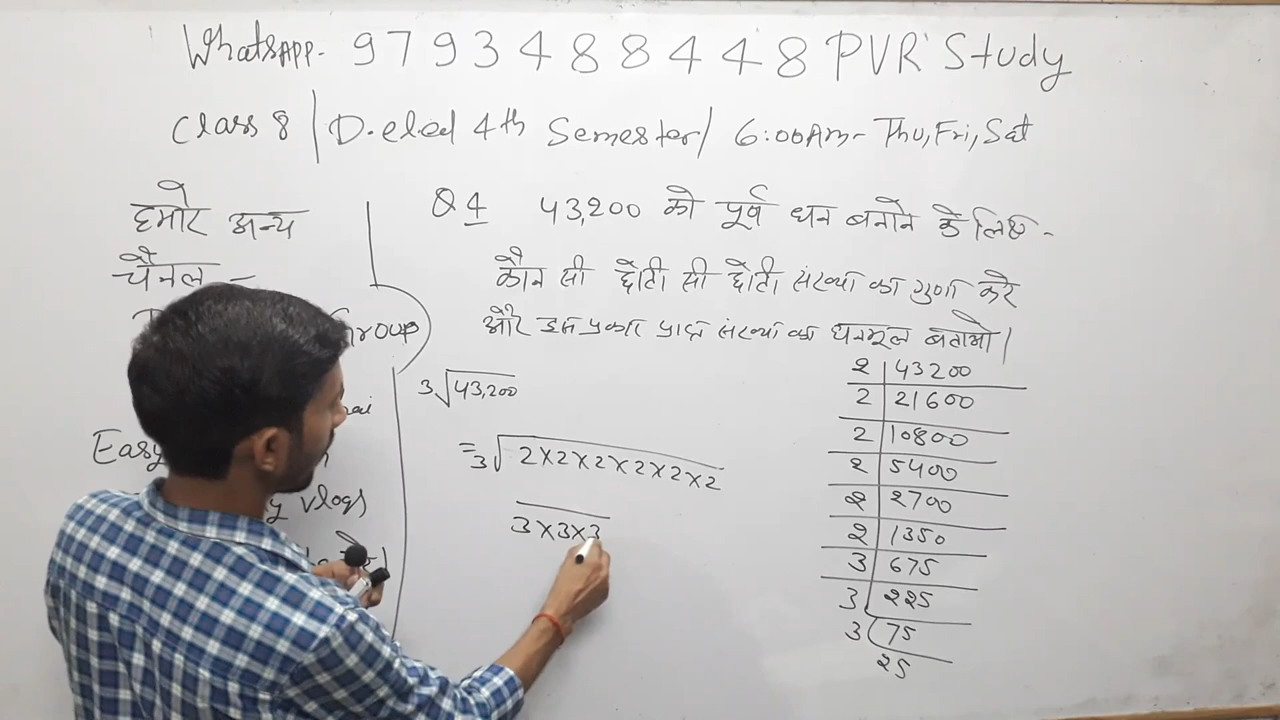 WhatsAPP- 9793488448 PVR Study
Class 8 | D.eled 4th Semester | 6:00Am- Thu, Fri, Sat
हमारे अन्य
चैनल -
Group
Easy
vlogs
Q 4 43,200 को पूर्ण घन बनाने के लिए -
कौन सी छोटी सी छोटी संख्या का गुणा करें
और इस प्रकार प्राप्त संख्या का घनमूल बताओ।
3√43,200
= 3√2×2×2×2×2×2
3×3×3
2 | 43200
2 | 21600
2 | 10800
2 | 5400
2 | 2700
2 | 1350
3 | 675
3 | 225
3 | 75
25